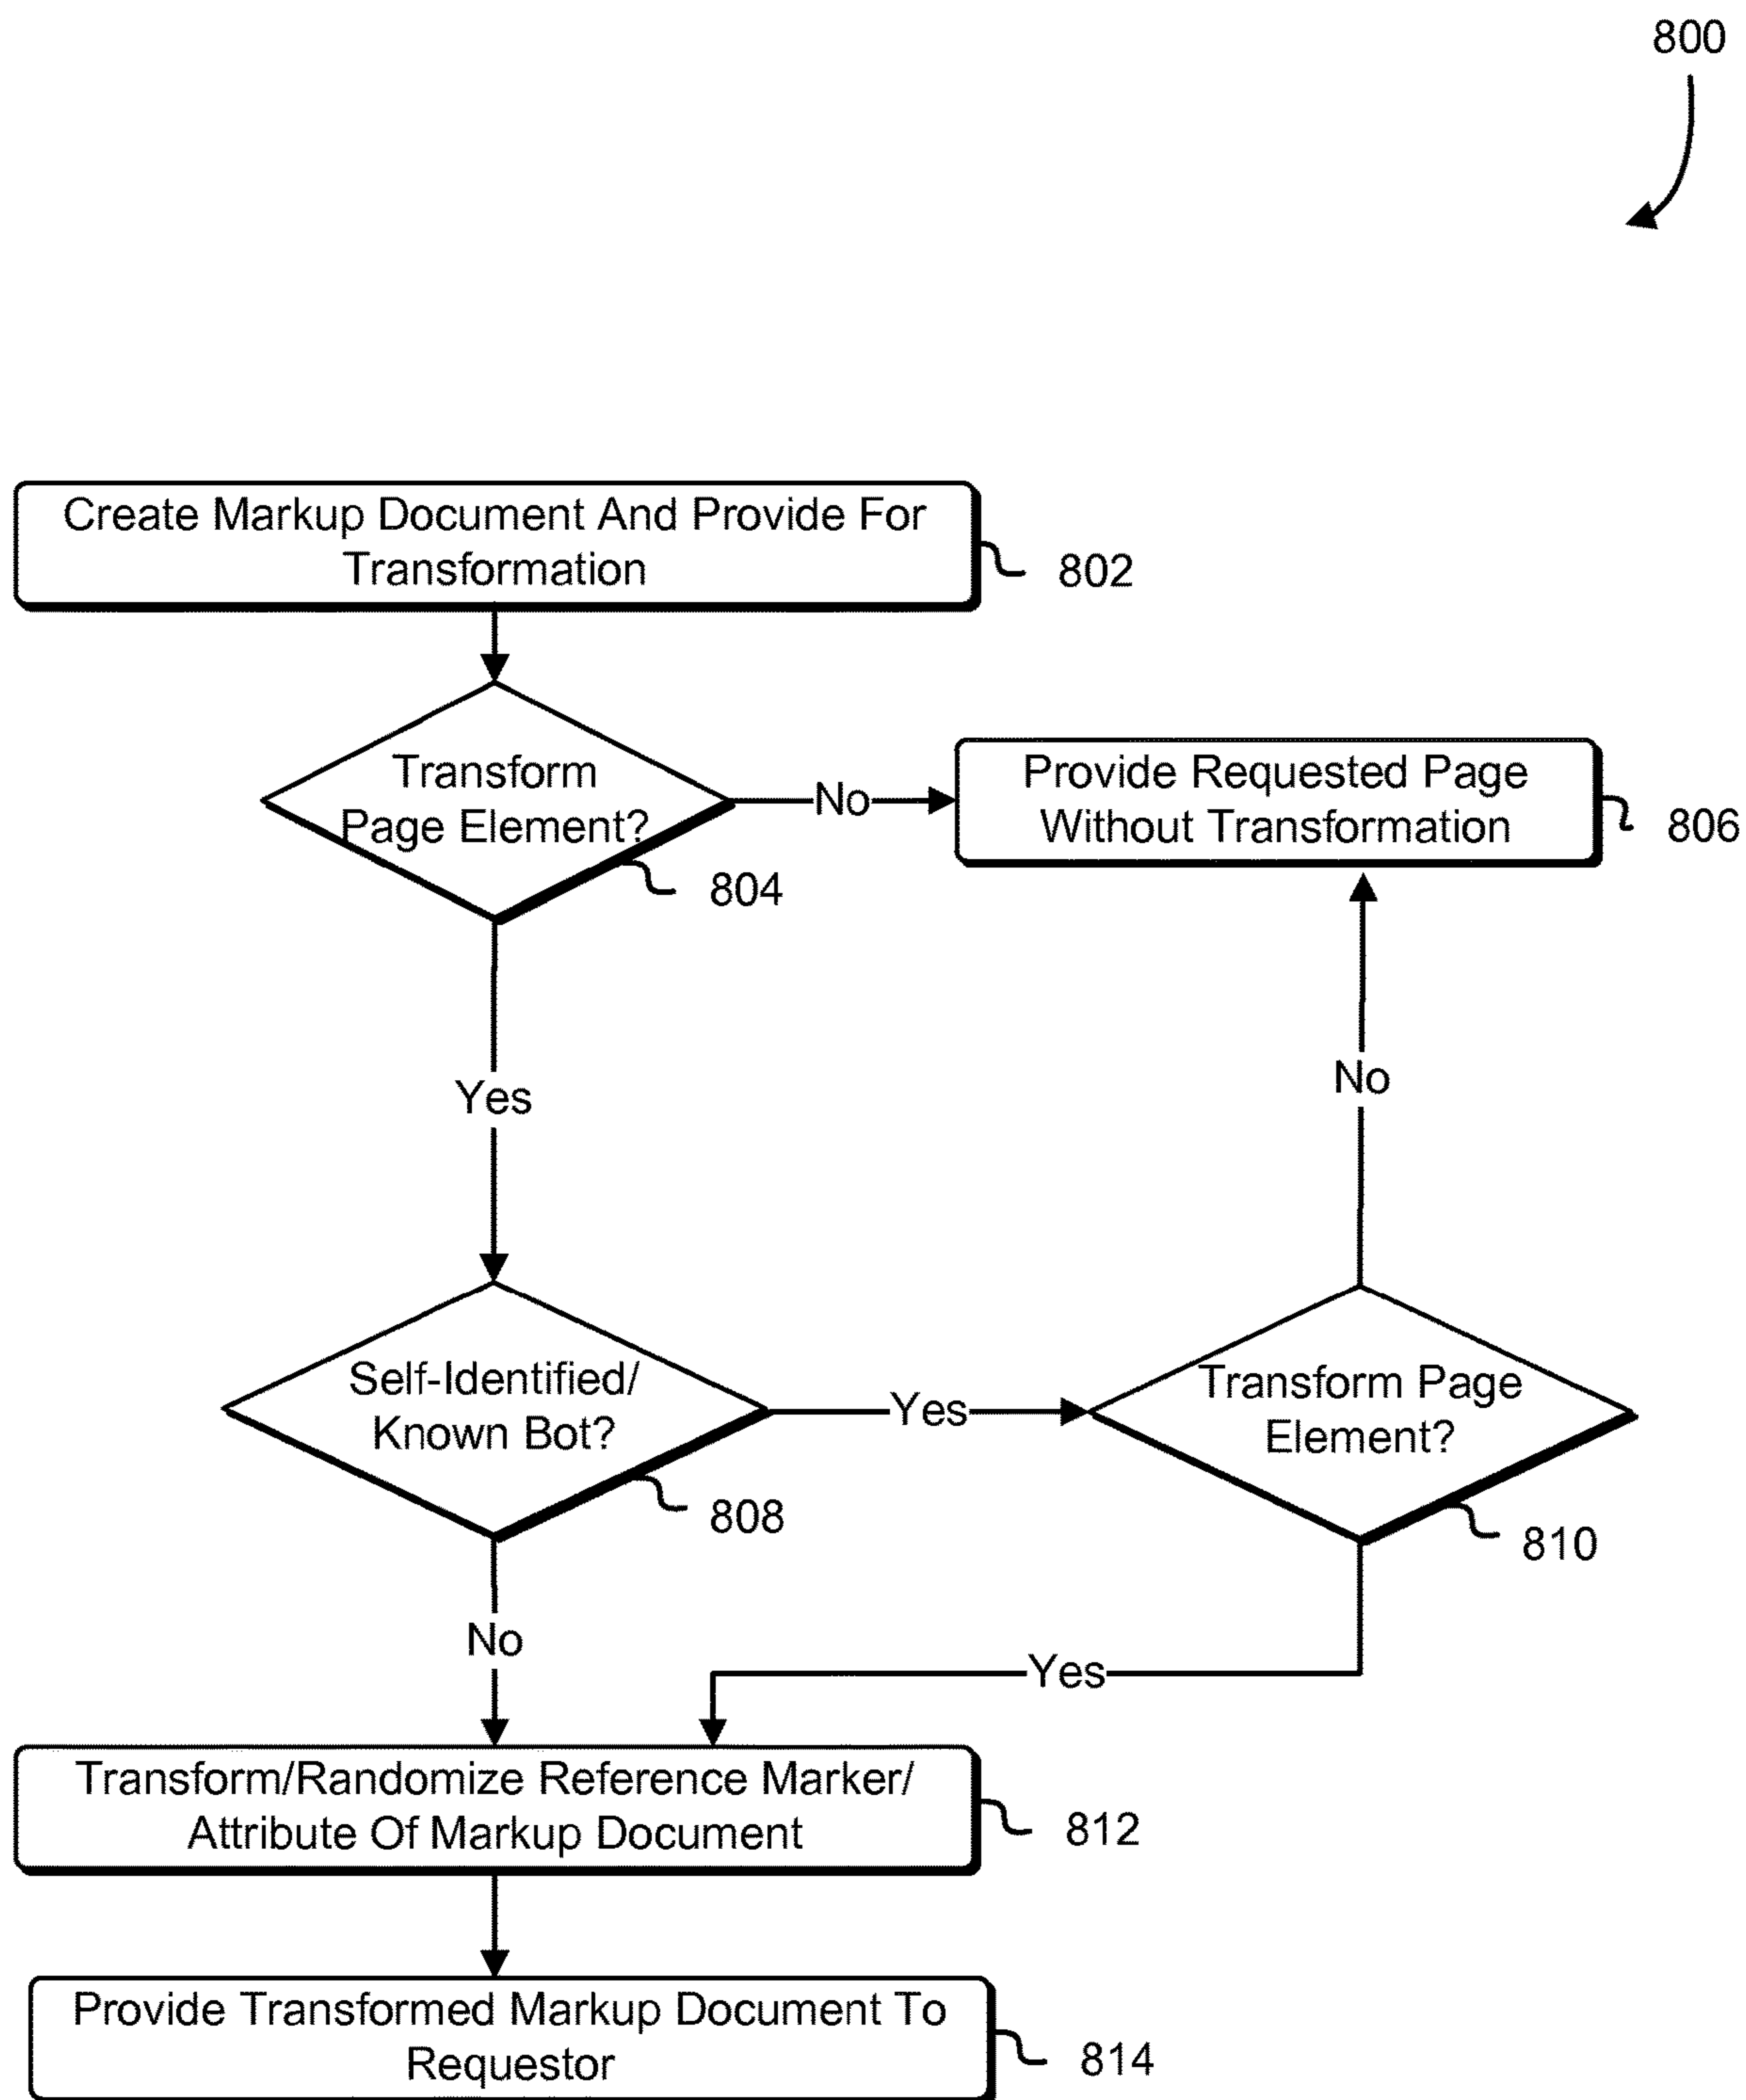 800
Create Markup Document And Provide For
Transformation
802
Transform
Page Element?
804
No
Provide Requested Page
Without Transformation
806
Yes
No
Self-Identified/
Known Bot?
808
Yes
Transform Page
Element?
810
No
Yes
Transform/Randomize Reference Marker/
Attribute Of Markup Document
812
Provide Transformed Markup Document To
Requestor
814